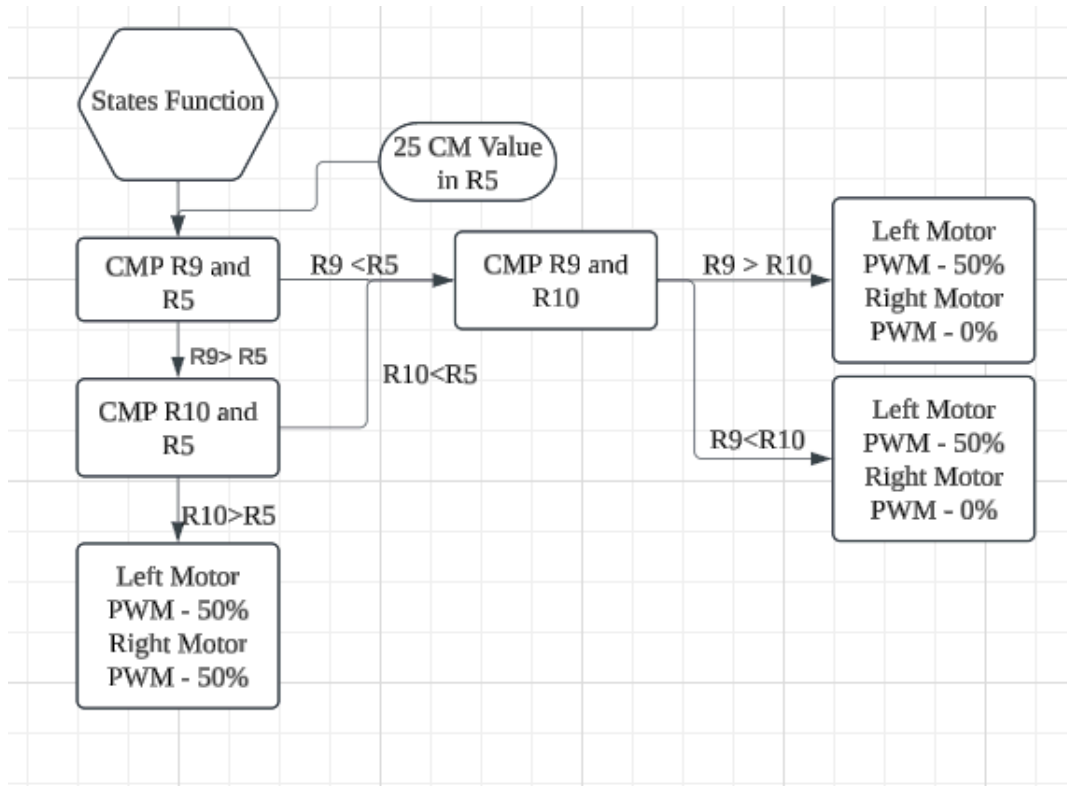 States Function
25 CM Value
in R5
CMP R9 and
R5
R9 <R5
CMP R9 and
R10
R9 > R10
Left Motor
PWM - 50%
Right Motor
PWM - 0%
R9> R5
CMP R10 and
R5
R10<R5
R9<R10
Left Motor
PWM - 50%
Right Motor
PWM - 0%
R10>R5
Left Motor
PWM - 50%
Right Motor
PWM - 50%